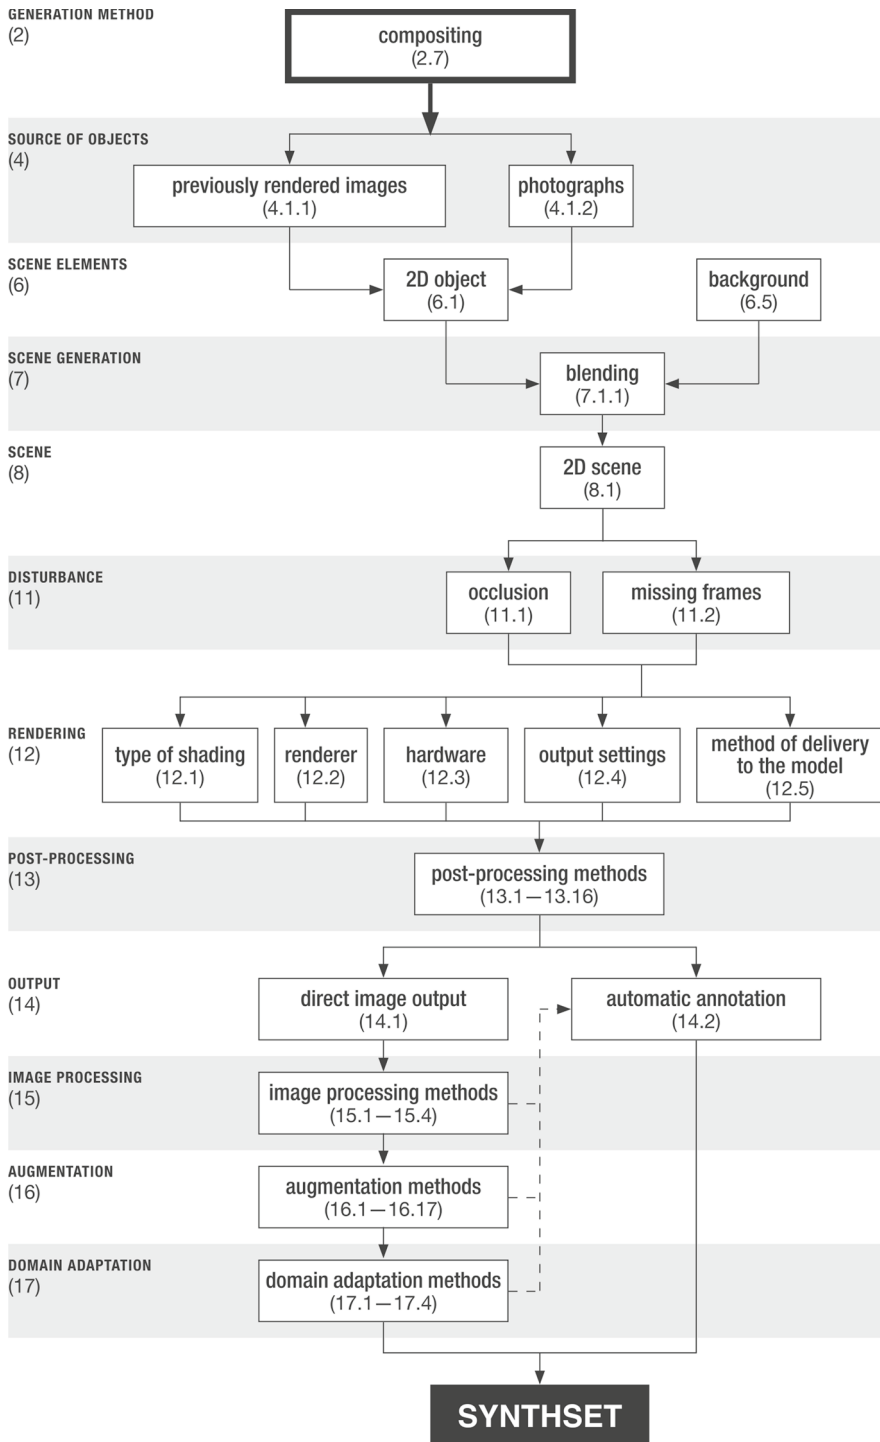 GENERATION METHOD
(2)
compositing
(2.7)
SOURCE OF OBJECTS
(4)
previously rendered images
(4.1.1)
photographs
(4.1.2)
SCENE ELEMENTS
(6)
2D object
(6.1)
background
(6.5)
SCENE GENERATION
(7)
blending
(7.1.1)
SCENE
(8)
2D scene
(8.1)
DISTURBANCE
(11)
occlusion
(11.1)
missing frames
(11.2)
RENDERING
(12)
type of shading
(12.1)
renderer
(12.2)
hardware
(12.3)
output settings
(12.4)
method of delivery
to the model
(12.5)
POST-PROCESSING
(13)
post-processing methods
(13.1—13.16)
OUTPUT
(14)
direct image output
(14.1)
automatic annotation
(14.2)
IMAGE PROCESSING
(15)
image processing methods
(15.1—15.4)
AUGMENTATION
(16)
augmentation methods
(16.1—16.17)
DOMAIN ADAPTATION
(17)
domain adaptation methods
(17.1—17.4)
SYNTHSET